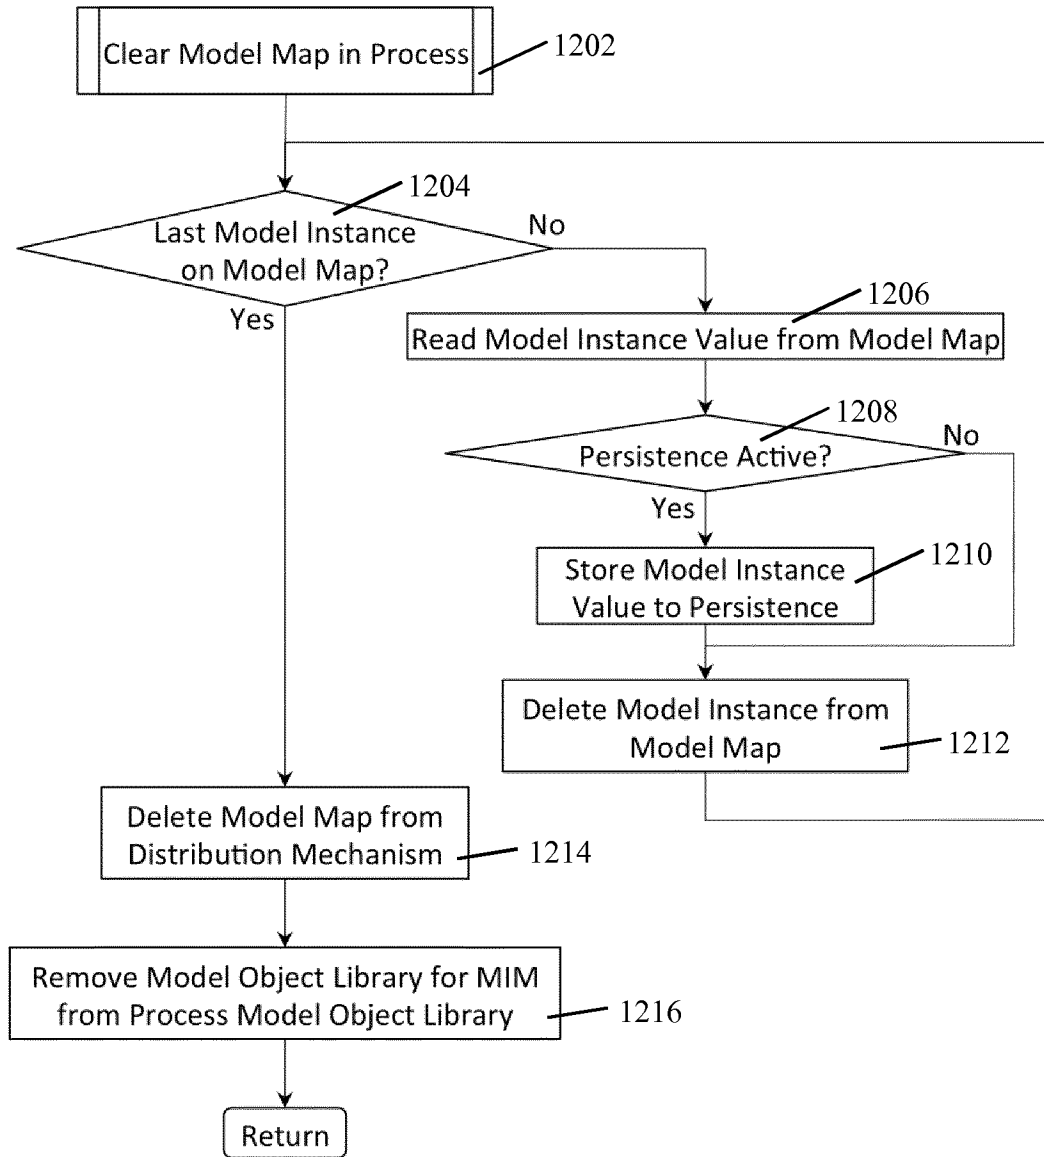 Clear Model Map in Process
1202
1204
Last Model Instance
on Model Map?
No
Yes
1206
Read Model Instance Value from Model Map
1208
Persistence Active?
No
Yes
1210
Store Model Instance
Value to Persistence
Delete Model Instance from
Model Map
1212
Delete Model Map from
Distribution Mechanism
1214
Remove Model Object Library for MIM
from Process Model Object Library
1216
Return